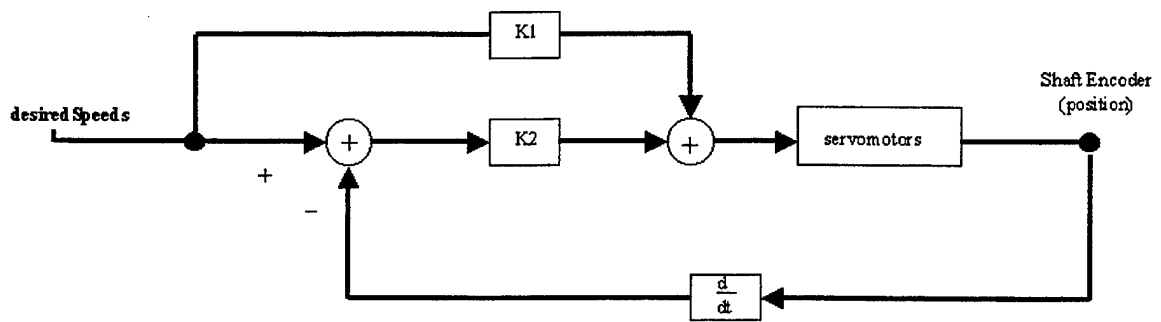 K1
Shaft Encoder
(position)
desired Speeds
+
K2
+
servomotors
+
−
d
dt